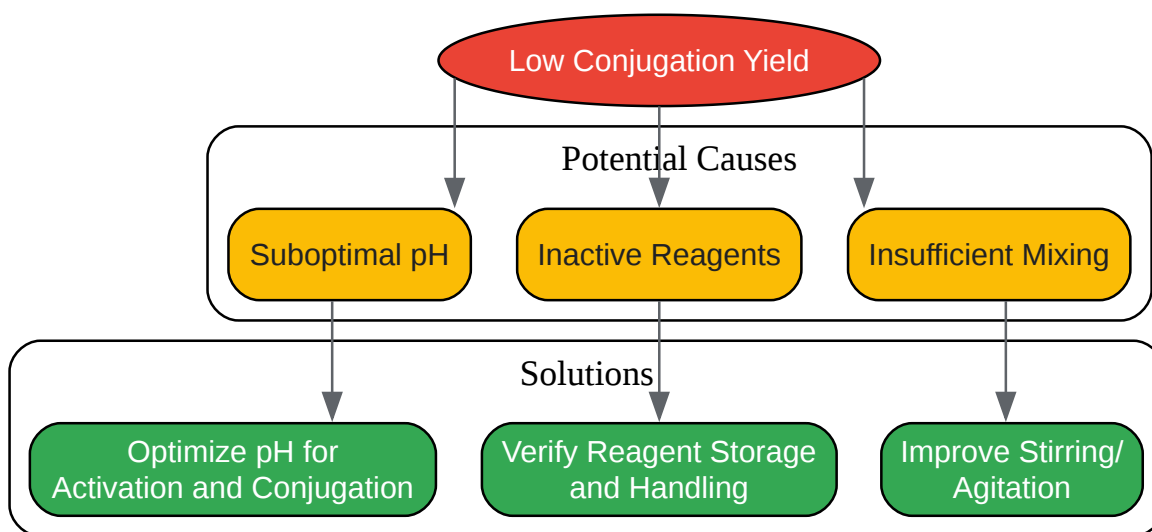 Low Conjugation Yield
Potential Causes
Suboptimal pH
Inactive Reagents
Insufficient Mixing
Solutions
Optimize pH for
Activation and Conjugation
Verify Reagent Storage
and Handling
Improve Stirring/
Agitation